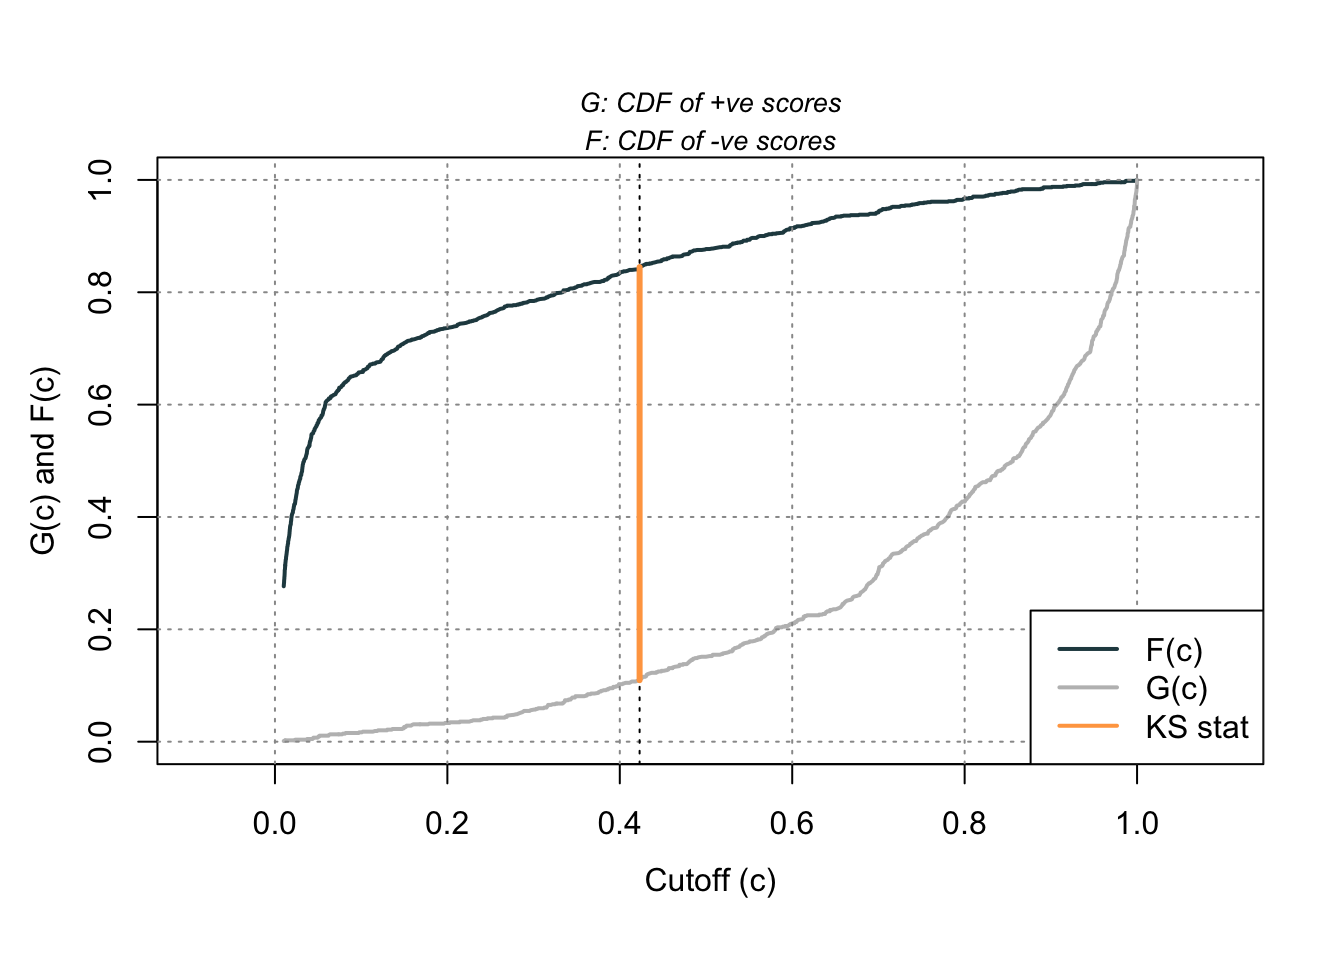 G: CDF of +ve scores
F: CDF of -ve scores
G(c) and F(c)
1.0
0.8
0.6
0.4
0.2
0.0
0.0 0.2 0.4 0.6 0.8 1.0
Cutoff (c)
F(c)
G(c)
KS stat